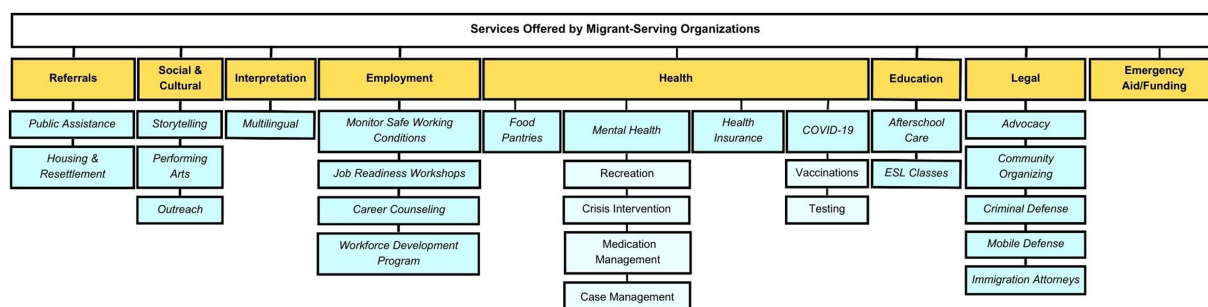 Services Offered by Migrant-Serving Organizations
Referrals
Public Assistance
Housing &
Resettlement
Social &
Cultural
Storytelling
Performing
Arts
Outreach
Interpretation
Multilingual
Employment
Monitor Safe Working
Conditions
Job Readiness Workshops
Career Counseling
Workforce Development
Program
Health
Food
Pantries
Mental Health
Recreation
Crisis Intervention
Medication
Management
Case Management
Health
Insurance
COVID-19
Vaccinations
Testing
Education
Afterschool
Care
ESL Classes
Legal
Advocacy
Community
Organizing
Criminal Defense
Mobile Defense
Immigration Attorneys
Emergency
Aid/Funding